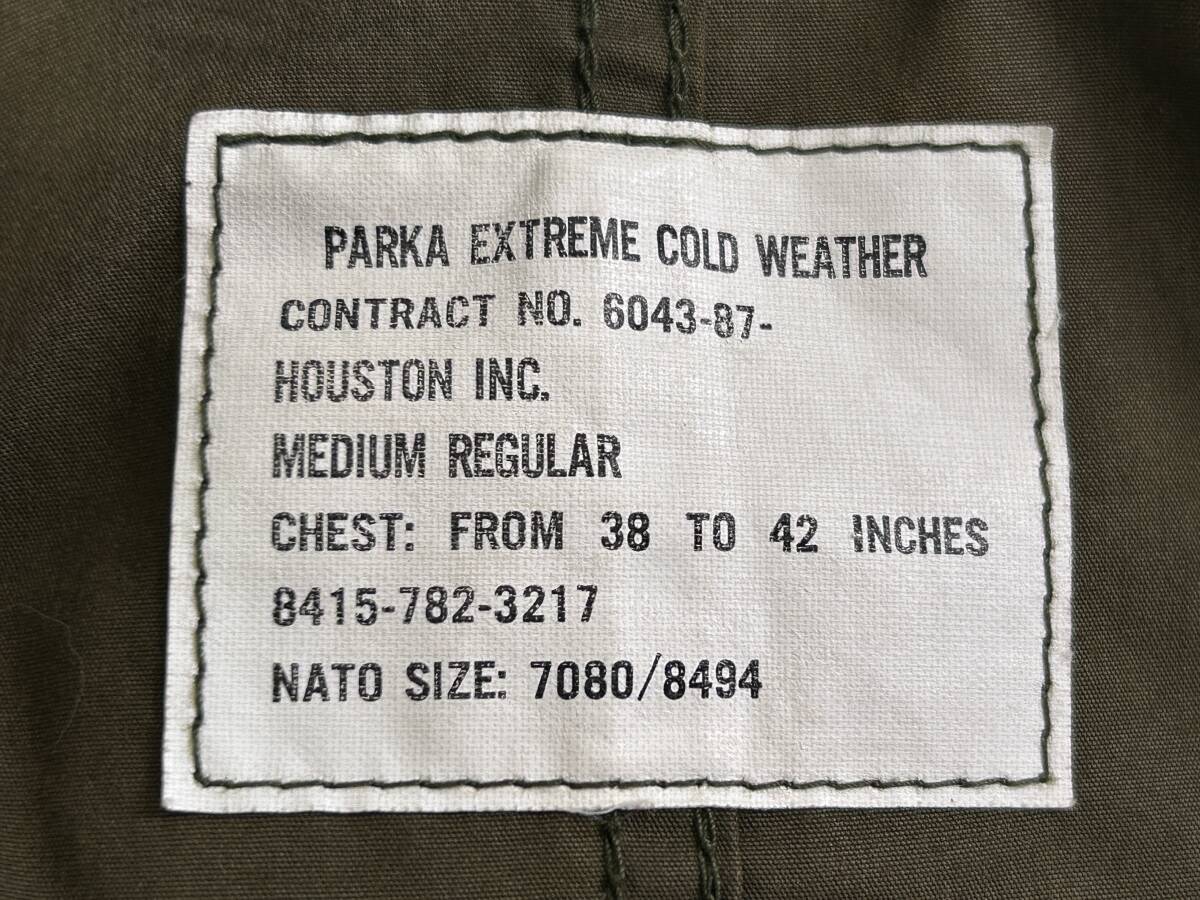 PARKA EXTREME COLD WEATHER
CONTRACT NO. 6043-87-
HOUSTON INC.
MEDIUM REGULAR
CHEST: FROM 38 TO 42 INCHES
8415-782-3217
NATO SIZE: 7080/8494